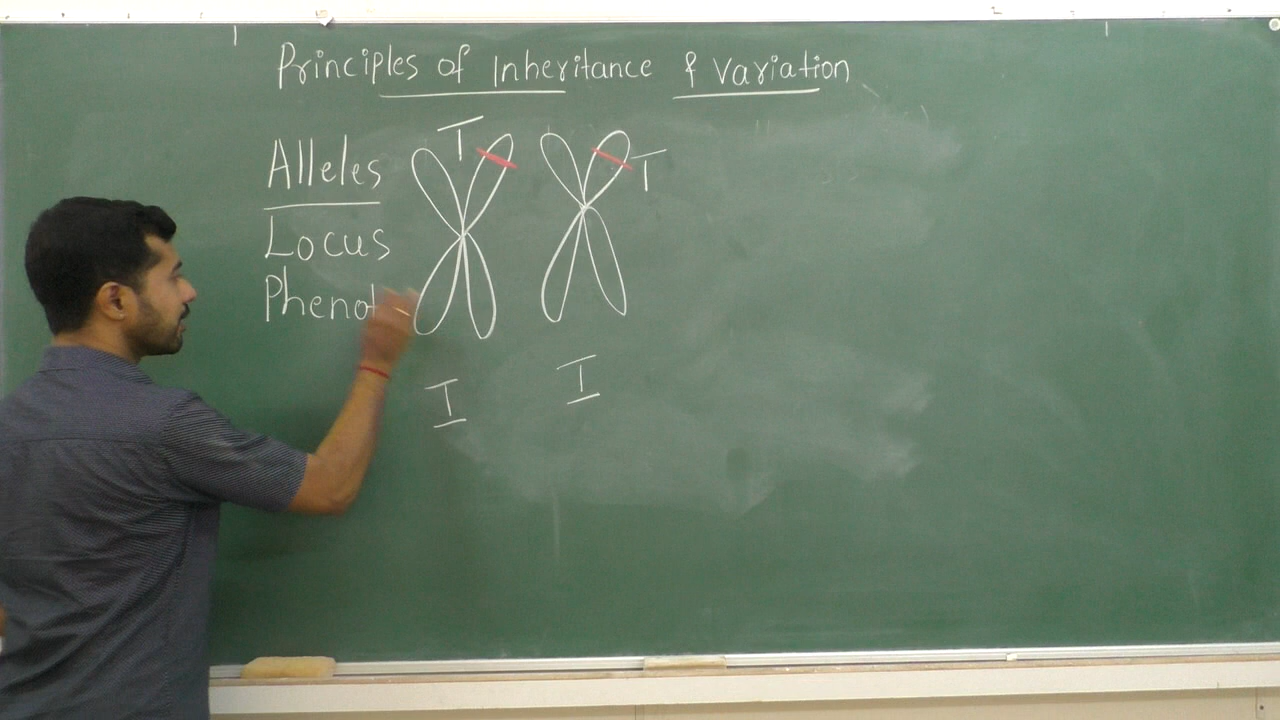 Principles of Inheritance & Variation
Alleles
T
T
Locus
Phenot
I
I